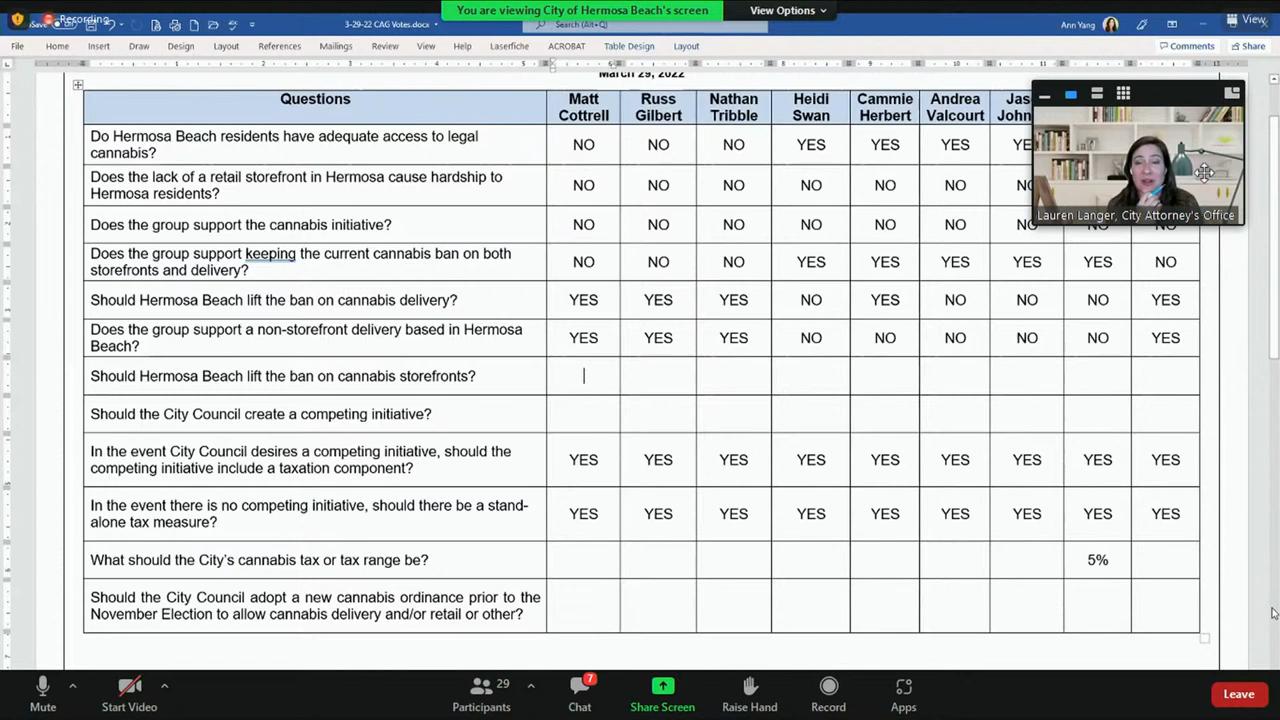 Recording
Save
3-29-22 CAG Votes.docx
You are viewing City of Hermosa Beach's screen
View Options
Search (Alt+Q)
Ann Yang
View
File Home Insert Draw Design Layout References Mailings Review View Help Laserfiche ACROBAT Table Design Layout
Comments Share
March 29, 2022
Questions Matt Cottrell Russ Gilbert Nathan Tribble Heidi Swan Cammie Herbert Andrea Valcourt
Do Hermosa Beach residents have adequate access to legal
cannabis?
NO NO NO YES YES YES
Does the lack of a retail storefront in Hermosa cause hardship to
Hermosa residents?
NO NO NO NO NO NO
Lauren Langer, City Attorney's Office
Does the group support the cannabis initiative?
NO NO NO NO NO NO NO NO NO
Does the group support keeping the current cannabis ban on both
storefronts and delivery?
NO NO NO YES YES YES YES YES NO
Should Hermosa Beach lift the ban on cannabis delivery?
YES YES YES NO YES NO NO NO YES
Does the group support a non-storefront delivery based in Hermosa
Beach?
YES YES YES NO NO NO NO NO YES
Should Hermosa Beach lift the ban on cannabis storefronts?
Should the City Council create a competing initiative?
In the event City Council desires a competing initiative, should the
competing initiative include a taxation component?
YES YES YES YES YES YES YES YES YES
In the event there is no competing initiative, should there be a stand-
alone tax measure?
YES YES YES YES YES YES YES YES YES
What should the City's cannabis tax or tax range be?
5%
Should the City Council adopt a new cannabis ordinance prior to the
November Election to allow cannabis delivery and/or retail or other?
Mute Start Video
29
Participants
7
Chat Share Screen Raise Hand Record Apps Leave